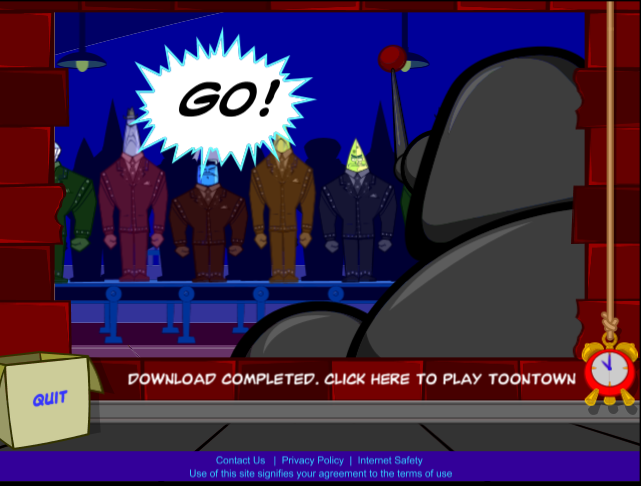 GO!
DOWNLOAD COMPLETED. CLICK HERE TO PLAY TOONTOWN
QUIT
Contact Us | Privacy Policy | Internet Safety
Use of this site signifies your agreement to the terms of use